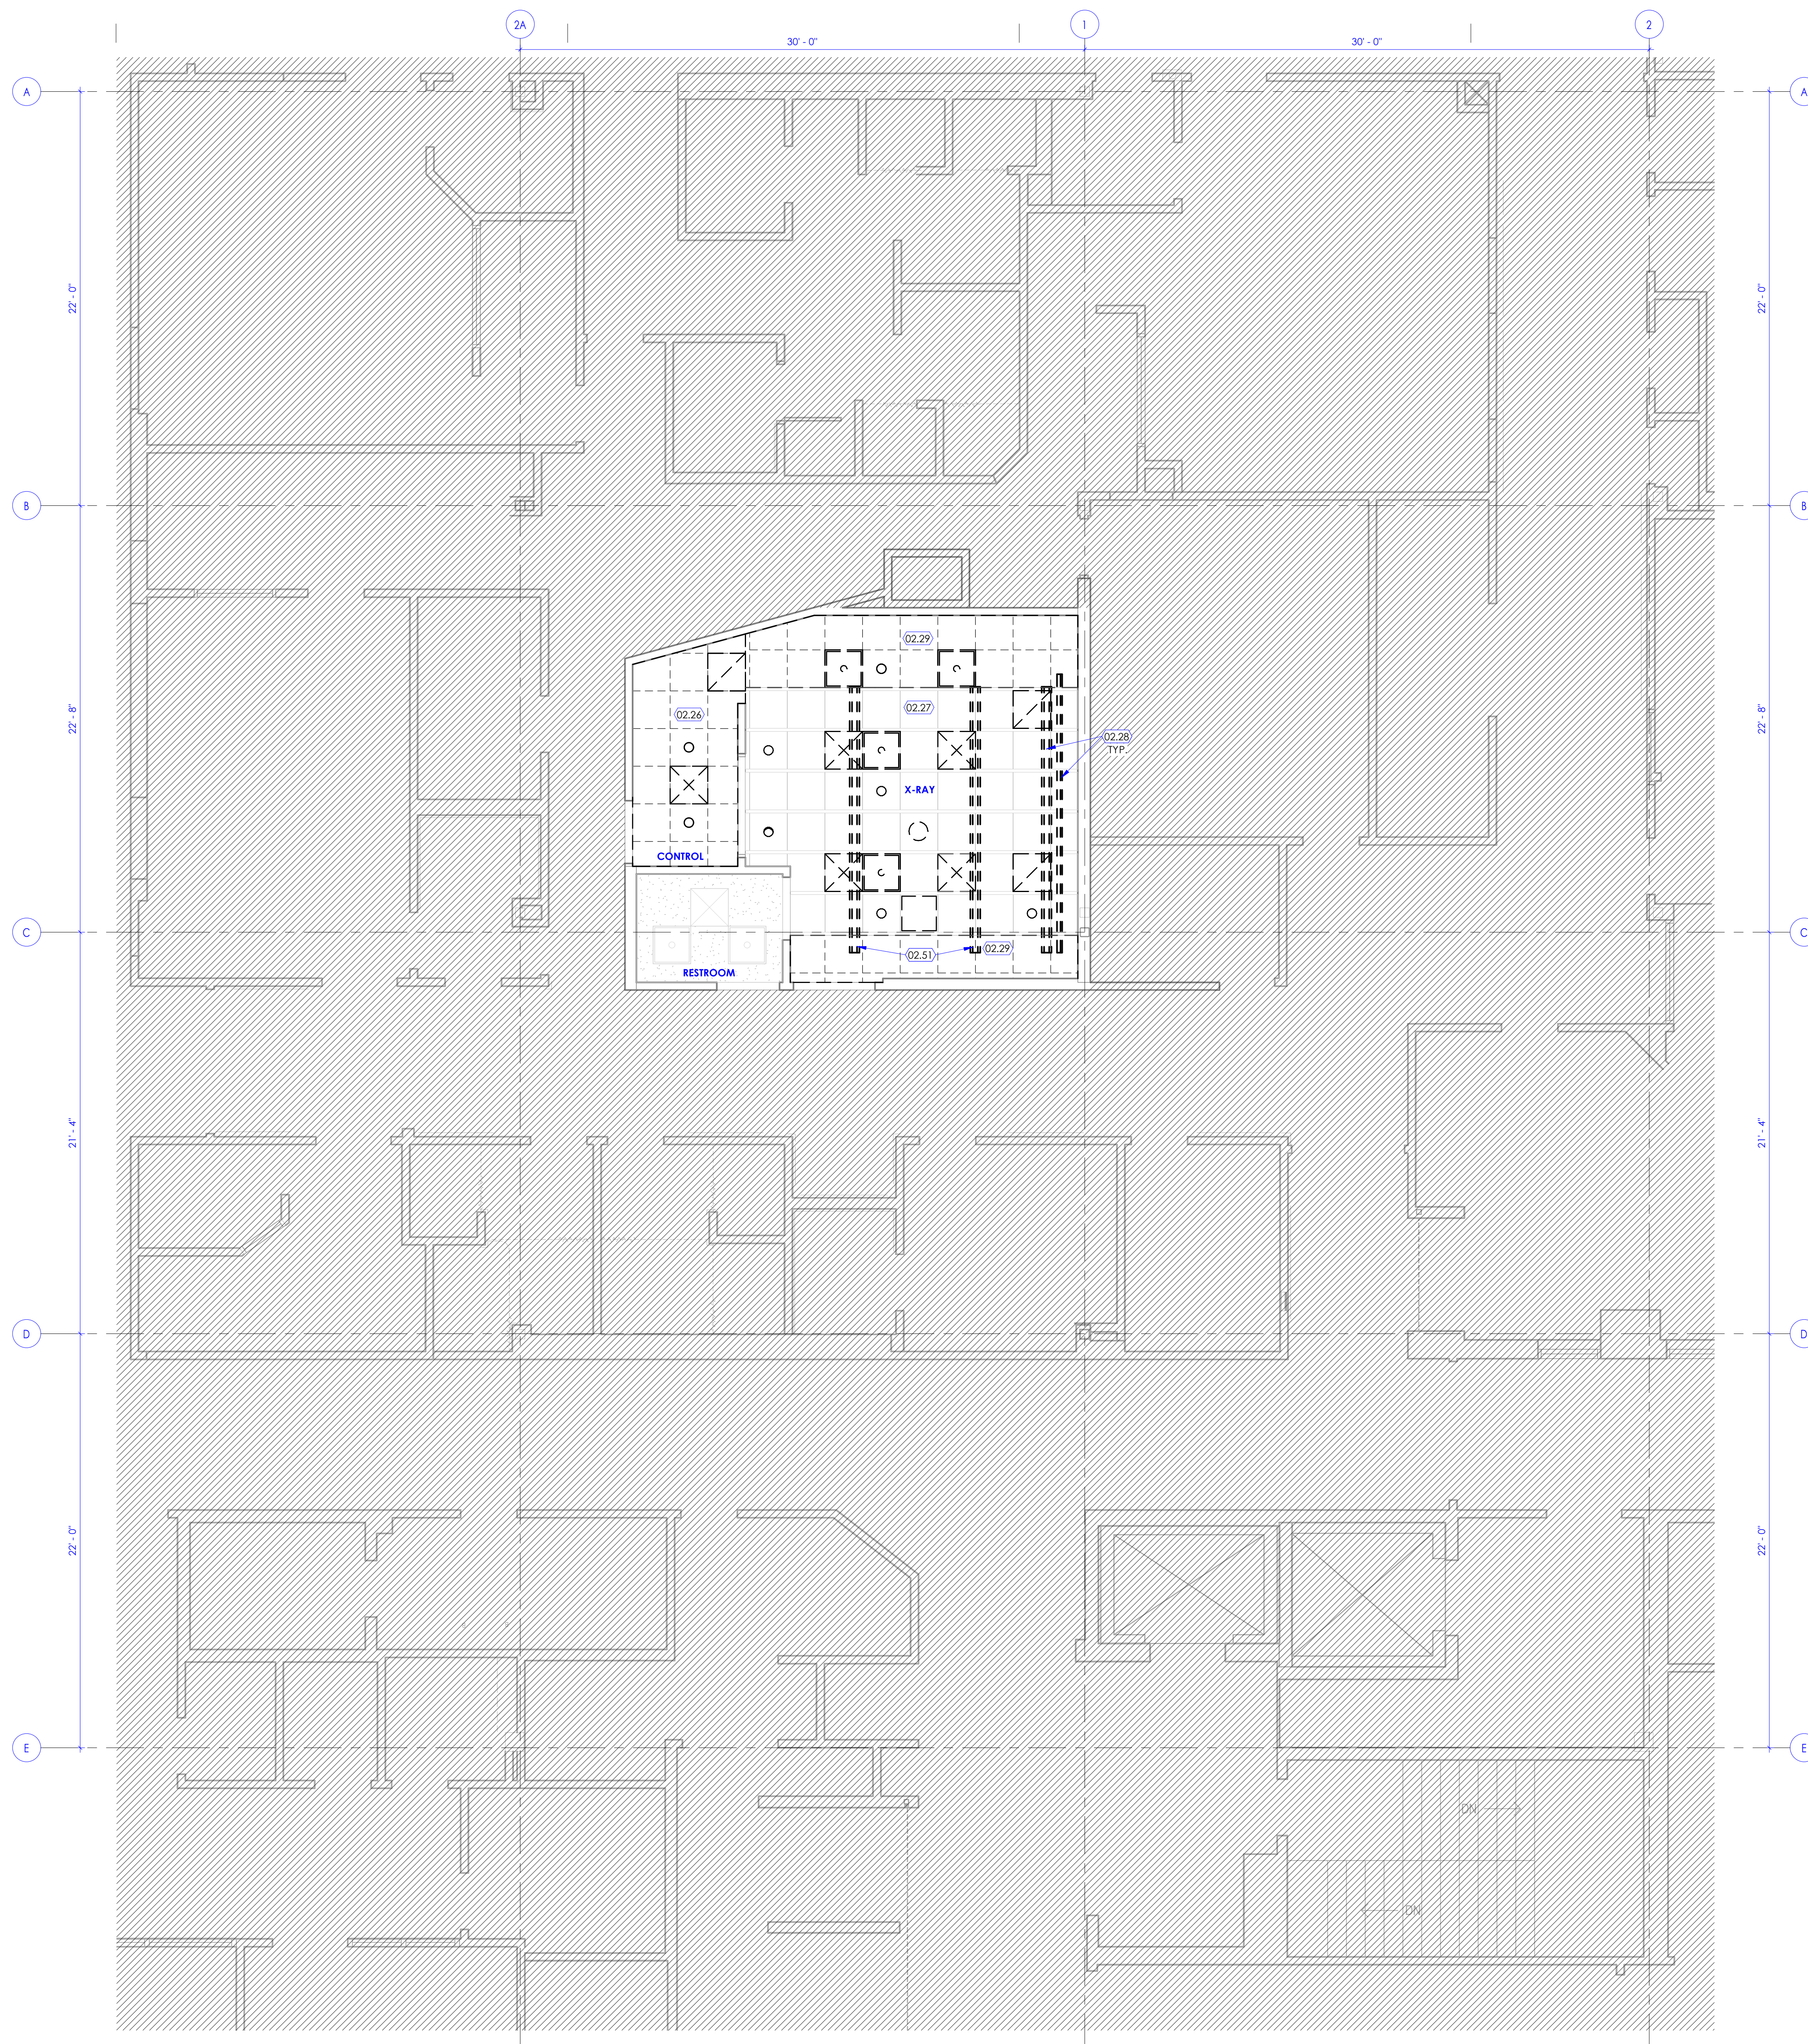 2A
1
2
30' - 0"
30' - 0"
A
A
22' - 0"
22' - 0"
B
B
02.29
02.27
02.26
22' - 8"
22' - 8"
02.28
TYP.
X-RAY
CONTROL
C
C
02.51
02.29
RESTROOM
21' - 4"
21' - 4"
D
D
22' - 0"
22' - 0"
E
E
DN
DN